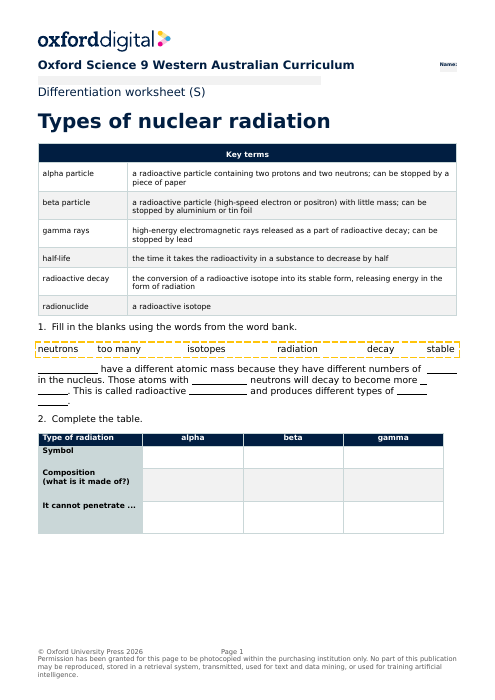 oxforddigital
Oxford Science 9 Western Australian Curriculum
Name:
Differentiation worksheet (S)
Types of nuclear radiation
Key terms
alpha particle
a radioactive particle containing two protons and two neutrons; can be stopped by a
piece of paper
beta particle
a radioactive particle (high-speed electron or positron) with little mass; can be
stopped by aluminium or tin foil
gamma rays
high-energy electromagnetic rays released as a part of radioactive decay; can be
stopped by lead
half-life
the time it takes the radioactivity in a substance to decrease by half
radioactive decay
the conversion of a radioactive isotope into its stable form, releasing energy in the
form of radiation
radionuclide
a radioactive isotope
1. Fill in the blanks using the words from the word bank.
neutrons too many isotopes radiation decay stable
____________ have a different atomic mass because they have different numbers of ______
in the nucleus. Those atoms with ___________ neutrons will decay to become more _
______. This is called radioactive ____________ and produces different types of ______
______.
2. Complete the table.
Type of radiation alpha beta gamma
Symbol
Composition
(what is it made of?)
It cannot penetrate ...
© Oxford University Press 2026 Page 1
Permission has been granted for this page to be photocopied within the purchasing institution only. No part of this publication
may be reproduced, stored in a retrieval system, transmitted, used for text and data mining, or used for training artificial
intelligence.